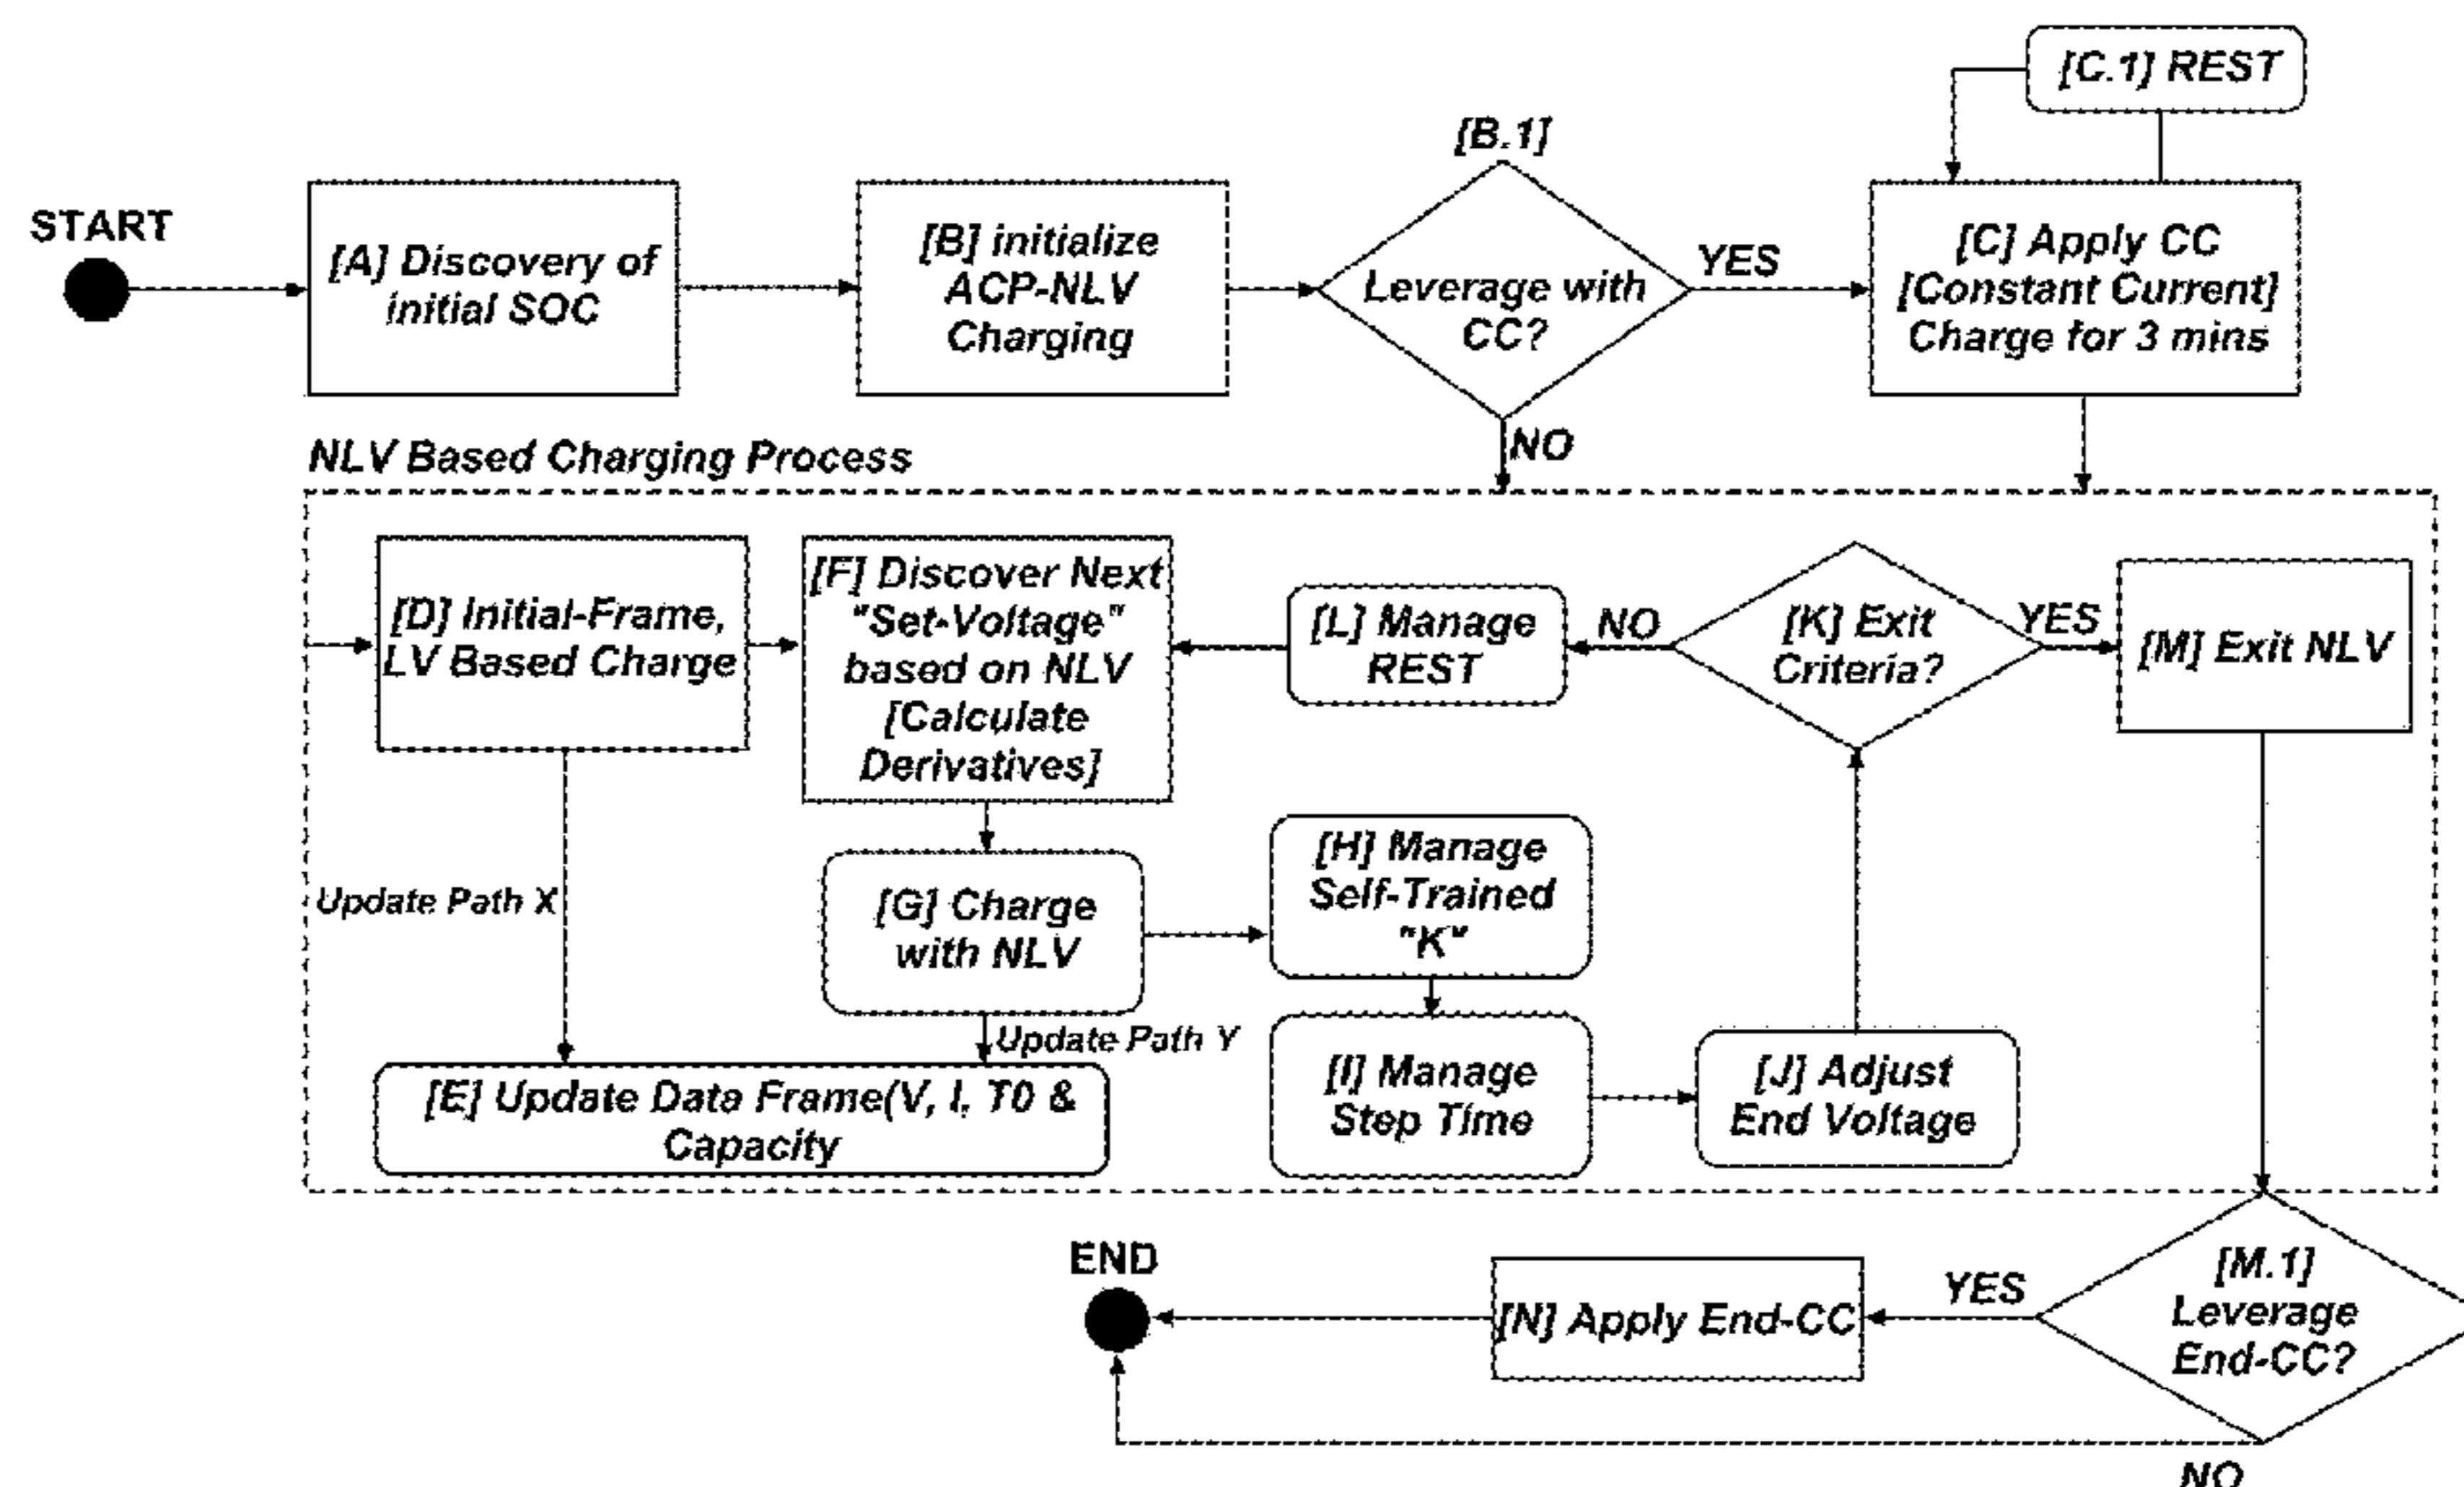 [C.1] REST
[B.1]
START
[A] Discovery of
initial SOC
[B] initialize
ACP-NLV
Charging
Leverage with
CC?
YES
[C] Apply CC
[Constant Current]
Charge for 3 mins
NO
NLV Based Charging Process
[D] Initial-Frame,
LV Based Charge
[F] Discover Next
"Set-Voltage"
based on NLV
[Calculate
Derivatives]
[L] Manage
REST
NO
[K] Exit
Criteria?
YES
[M] Exit NLV
Update Path X
[G] Charge
with NLV
[H] Manage
Self-Trained
"K"
Update Path Y
[I] Manage
Step Time
[J] Adjust
End Voltage
[E] Update Data Frame(V, I, T0 &
Capacity
END
[N] Apply End-CC
YES
[M.1]
Leverage
End-CC?
NO